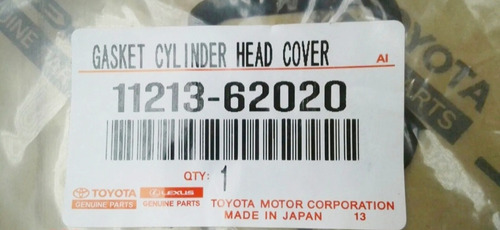 GASKET CYLINDER HEAD COVER AI
11213-62020
QTY: 1
TOYOTA LEXUS
GENUINE PARTS GENUINE PARTS
TOYOTA MOTOR CORPORATION
MADE IN JAPAN 13
TOYOTA
PARTS